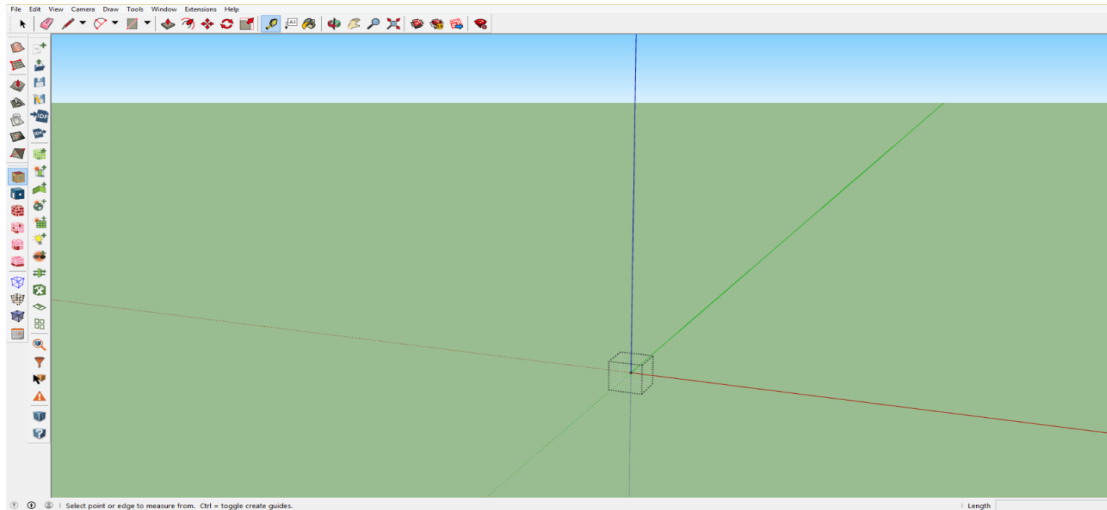 File Edit View Camera Draw Tools Window Extensions Help
IDF
Select point or edge to measure from. Ctrl = toggle create guides.
Length